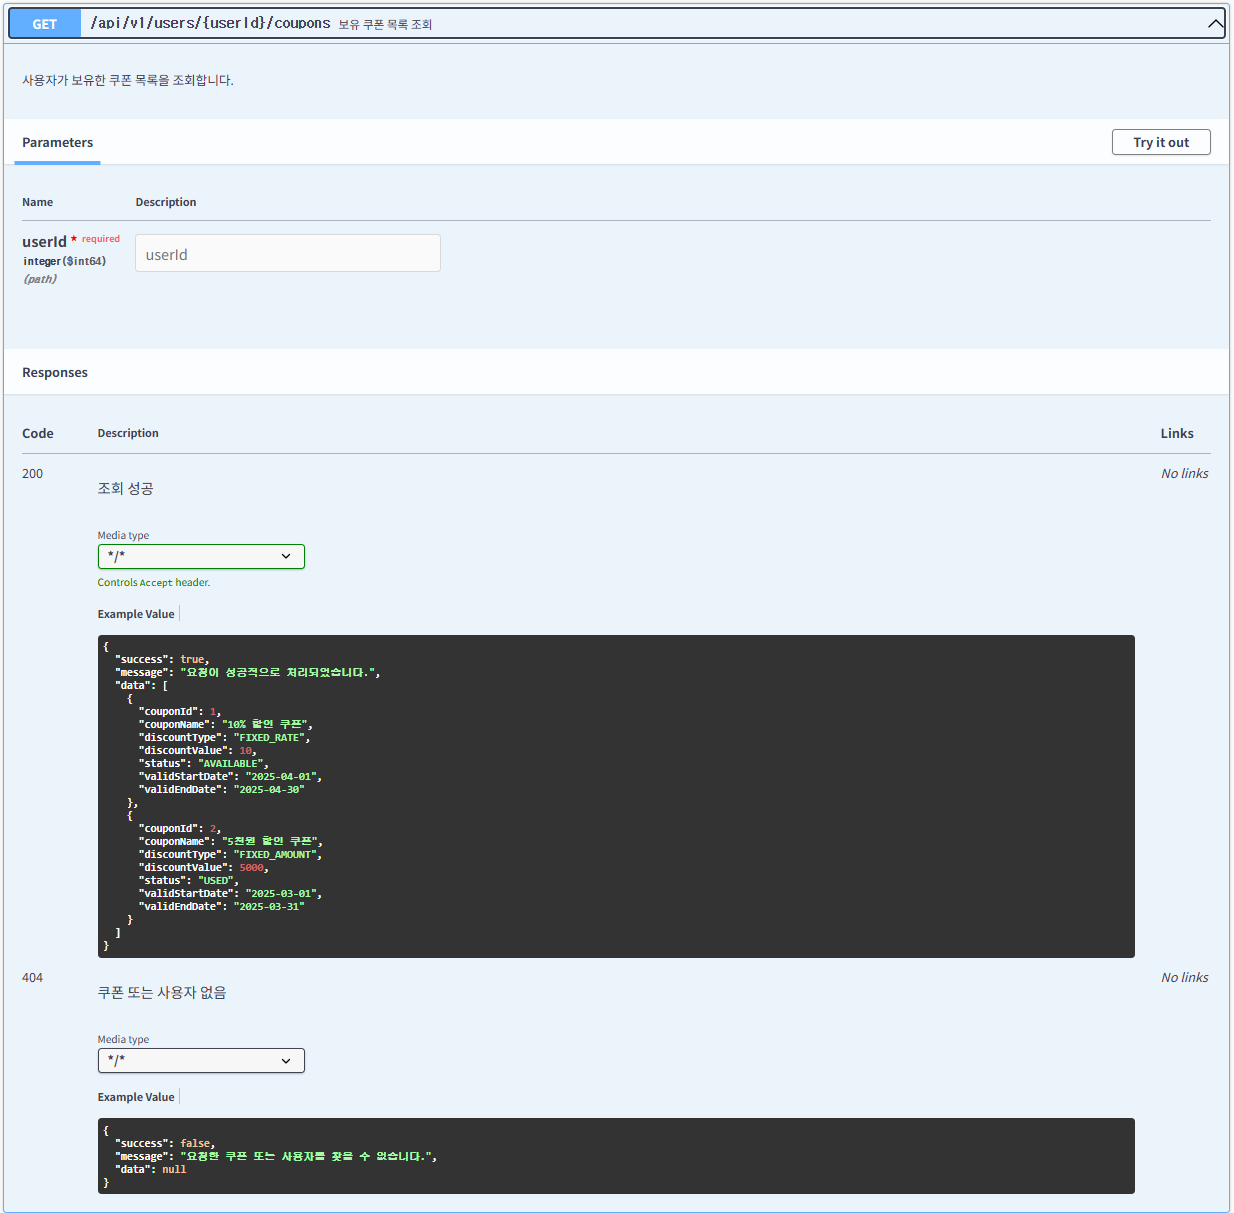 GET /api/v1/users/{userId}/coupons 보유 쿠폰 목록 조회
사용자가 보유한 쿠폰 목록을 조회합니다.
Parameters
Try it out
Name Description
userId * required
integer($int64)
(path)
userId
Responses
Code Description Links
200
조회 성공
No links
Media type
*/*
Controls Accept header.
Example Value
{
"success": true,
"message": "요청이 성공적으로 처리되었습니다.",
"data": [
{
"couponId": 1,
"couponName": "10% 할인 쿠폰",
"discountType": "FIXED_RATE",
"discountValue": 10,
"status": "AVAILABLE",
"validStartDate": "2025-04-01",
"validEndDate": "2025-04-30"
},
{
"couponId": 2,
"couponName": "5천원 할인 쿠폰",
"discountType": "FIXED_AMOUNT",
"discountValue": 5000,
"status": "USED",
"validStartDate": "2025-03-01",
"validEndDate": "2025-03-31"
}
]
}
404
쿠폰 또는 사용자 없음
No links
Media type
*/*
Example Value
{
"success": false,
"message": "요청한 쿠폰 또는 사용자를 찾을 수 없습니다.",
"data": null
}